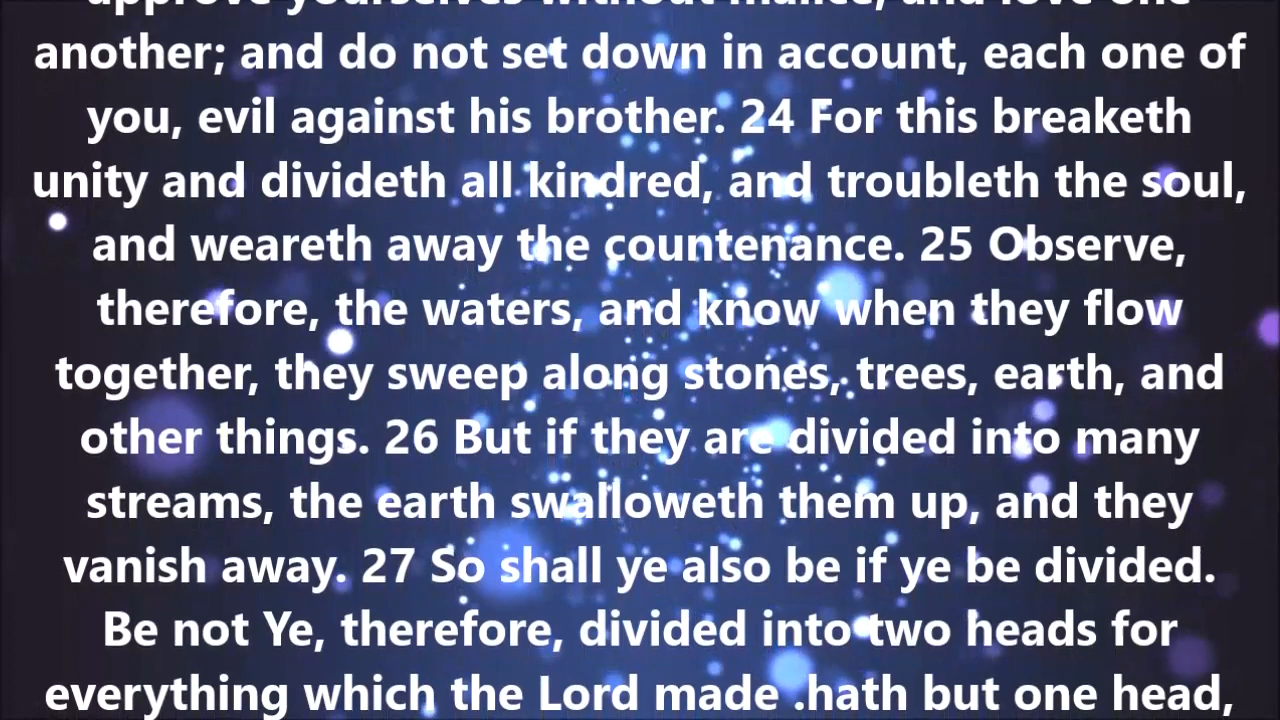 approve yourselves without malice, and love one
another; and do not set down in account, each one of
you, evil against his brother. 24 For this breaketh
unity and divideth all kindred, and troubleth the soul,
and weareth away the countenance. 25 Observe,
therefore, the waters, and know when they flow
together, they sweep along stones, trees, earth, and
other things. 26 But if they are divided into many
streams, the earth swalloweth them up, and they
vanish away. 27 So shall ye also be if ye be divided.
Be not Ye, therefore, divided into two heads for
everything which the Lord made .hath but one head,